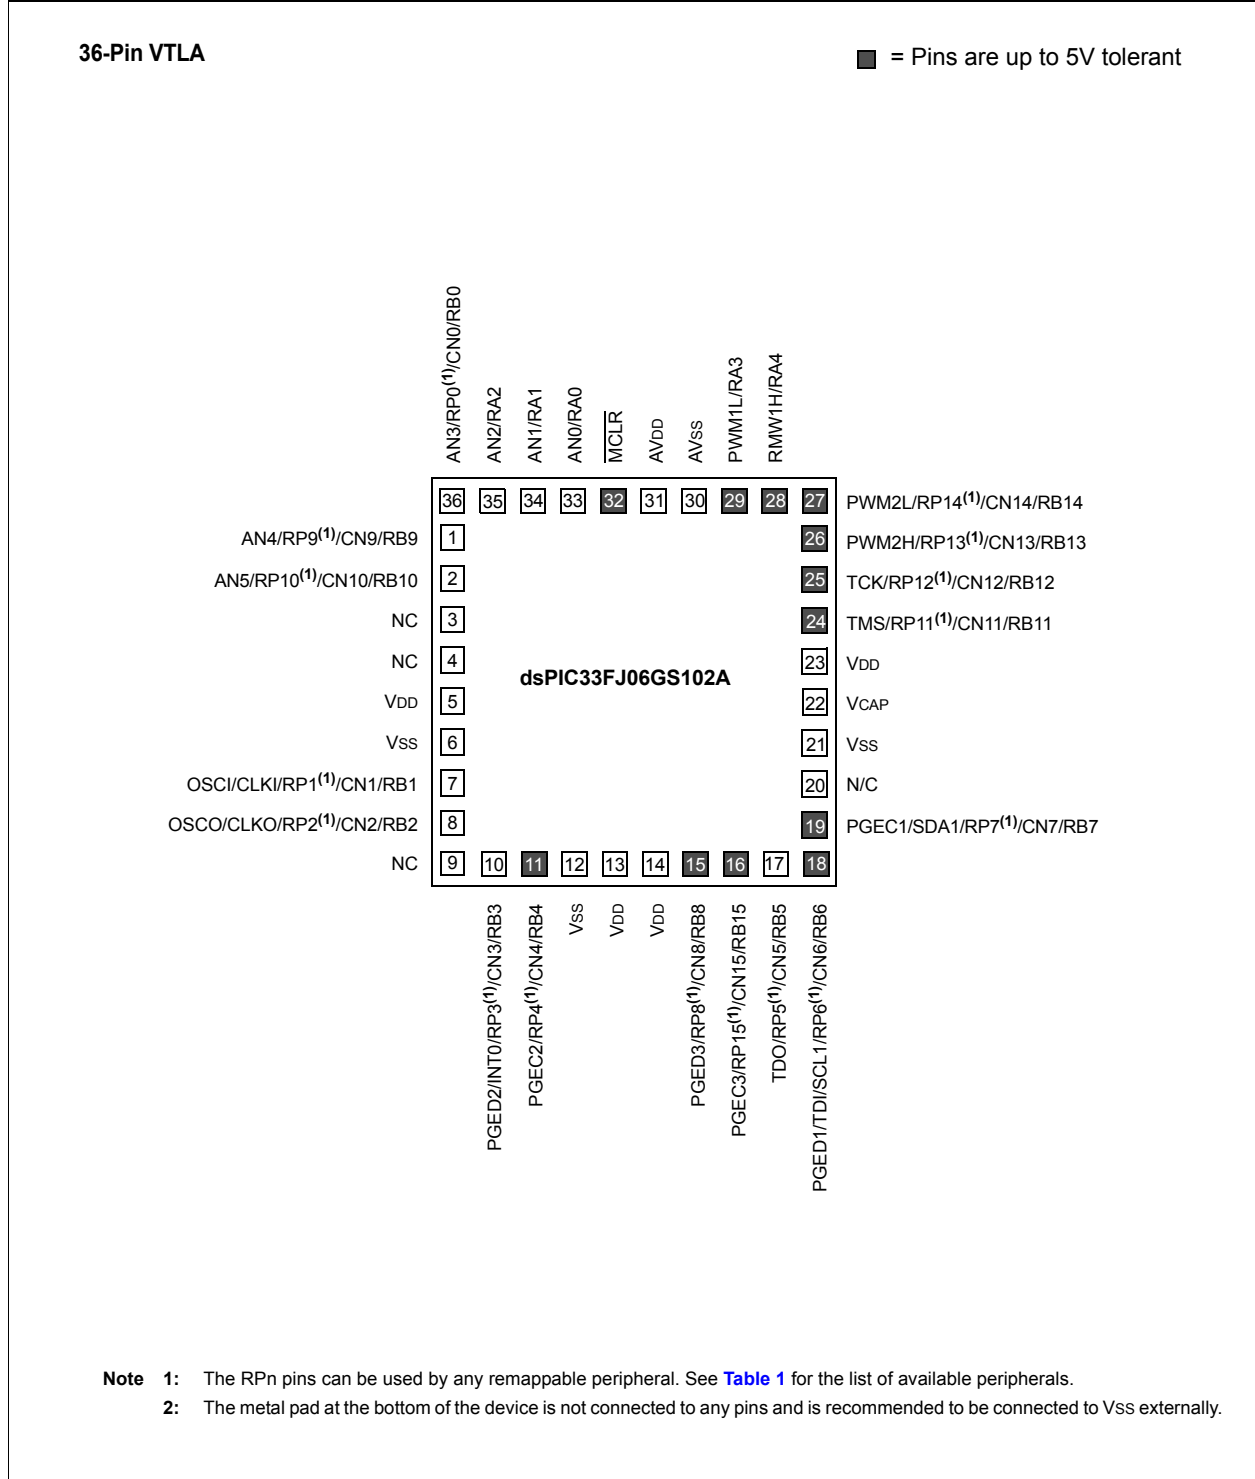 36-Pin VTLA
= Pins are up to 5V tolerant
AN3/RP0(1)/CN0/RB0
AN2/RA2
AN1/RA1
AN0/RA0
MCLR
AVDD
AVSS
PWM1L/RA3
RMW1H/RA4
36 35 34 33 32 31 30 29 28 27 PWM2L/RP14(1)/CN14/RB14
AN4/RP9(1)/CN9/RB9 1
26 PWM2H/RP13(1)/CN13/RB13
AN5/RP10(1)/CN10/RB10 2
25 TCK/RP12(1)/CN12/RB12
NC 3
24 TMS/RP11(1)/CN11/RB11
NC 4
23 VDD
dsPIC33FJ06GS102A
VDD 5
22 VCAP
VSS 6
21 VSS
OSCI/CLKI/RP1(1)/CN1/RB1 7
20 N/C
OSCO/CLKO/RP2(1)/CN2/RB2 8
19 PGEC1/SDA1/RP7(1)/CN7/RB7
NC 9 10 11 12 13 14 15 16 17 18
PGED2/INT0/RP3(1)/CN3/RB3
PGEC2/RP4(1)/CN4/RB4
VSS
VDD
VDD
PGED3/RP8(1)/CN8/RB8
PGEC3/RP15(1)/CN15/RB15
TDO/RP5(1)/CN5/RB5
PGED1/TDI/SCL1/RP6(1)/CN6/RB6
Note 1: The RPn pins can be used by any remappable peripheral. See Table 1 for the list of available peripherals.
2: The metal pad at the bottom of the device is not connected to any pins and is recommended to be connected to VSS externally.